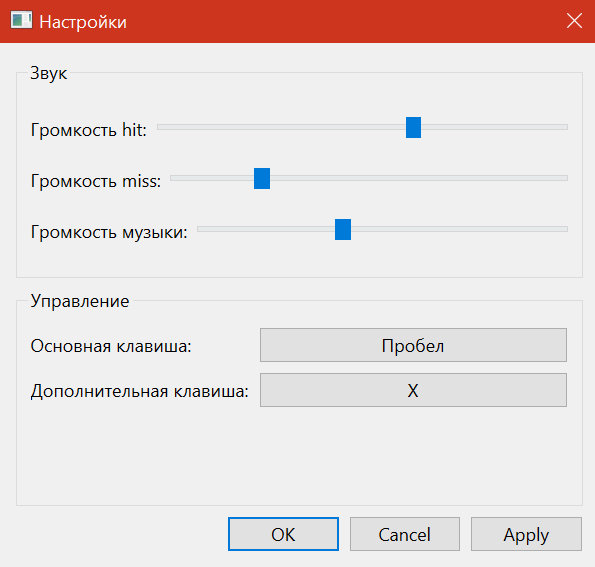 Настройки
Звук
Громкость hit:
Громкость miss:
Громкость музыки:
Управление
Основная клавиша: Пробел
Дополнительная клавиша: X
OK Cancel Apply